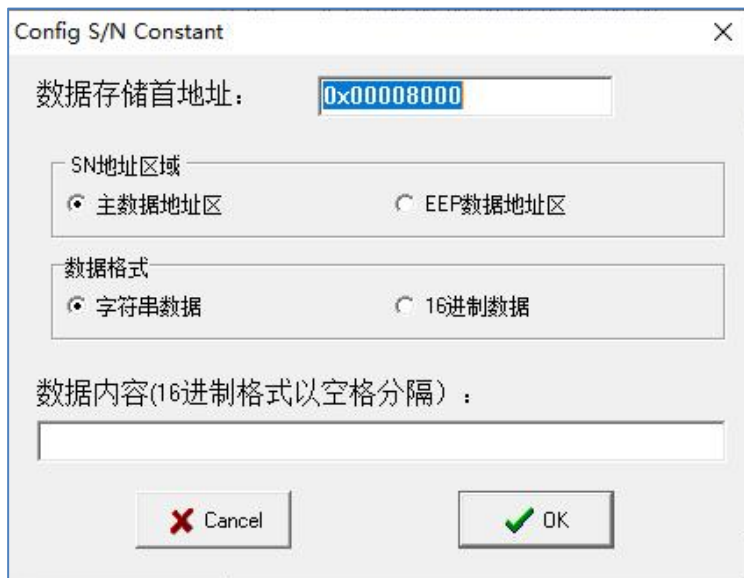 Config S/N Constant
数据存储首地址：
0x00008000
SN地址区域
主数据地址区
EEP数据地址区
数据格式
字符串数据
16进制数据
数据内容(16进制格式以空格分隔）：
Cancel
OK